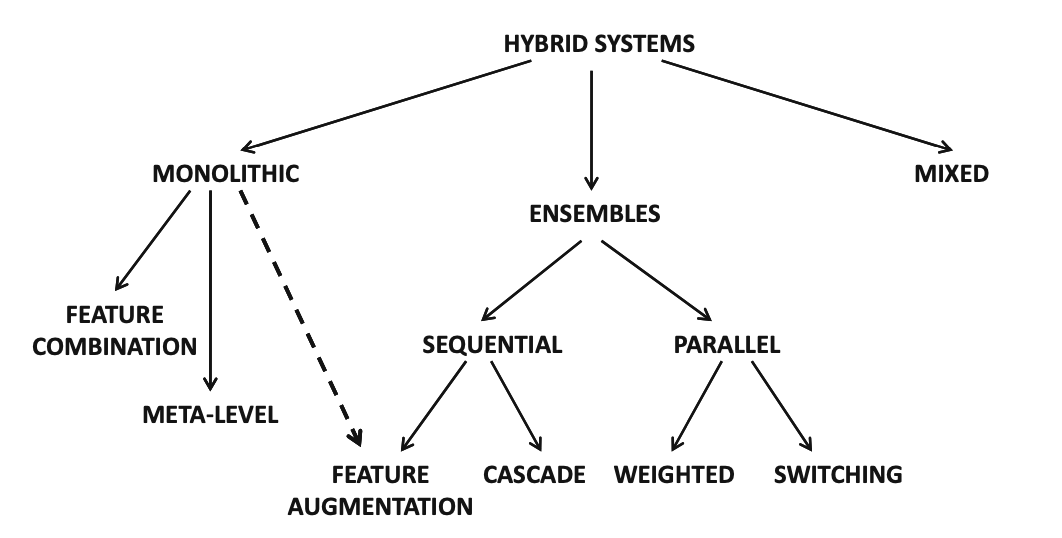 HYBRID SYSTEMS
MONOLITHIC
MIXED
ENSEMBLES
FEATURE
COMBINATION
SEQUENTIAL
PARALLEL
META-LEVEL
FEATURE
AUGMENTATION
CASCADE
WEIGHTED
SWITCHING